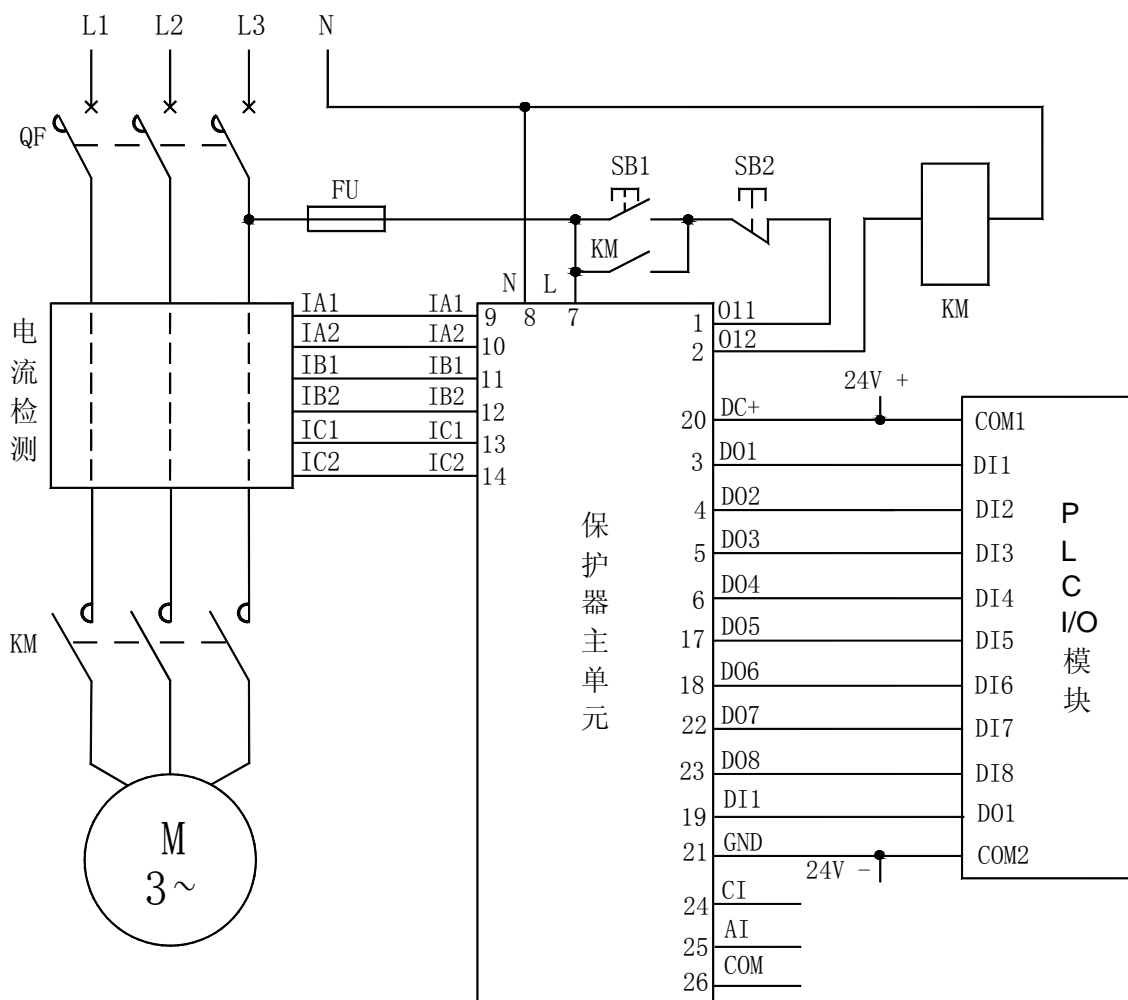 L1 L2 L3 N
QF
FU
SB1 SB2
KM
KM
N L
8 7
电流检测
IA1 IA1 9
IA2 IA2 10
IB1 IB1 11
IB2 IB2 12
IC1 IC1 13
IC2 IC2 14
KM
M
3~
保护器主单元
1 O11
2 O12
24V +
20 DC+ COM1
3 DO1 DI1
4 DO2 DI2
5 DO3 DI3
6 DO4 DI4
17 DO5 DI5
18 DO6 DI6
22 DO7 DI7
23 DO8 DI8
19 DI1 DO1
21 GND COM2
24V -
24 CI
25 AI
26 COM
PLC I/O模块